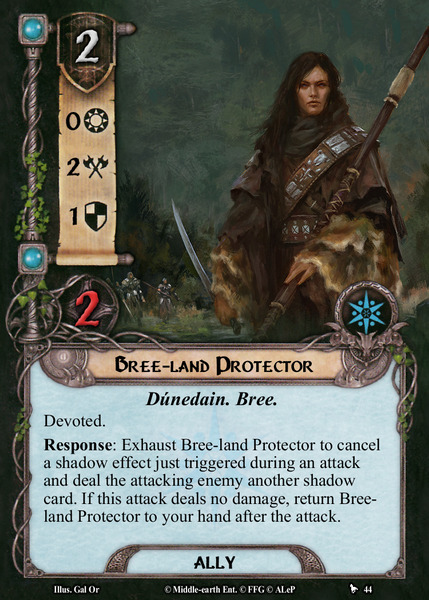 2
0
2
1
2
Bree-land Protector
Dúnedain. Bree.
Devoted.
Response: Exhaust Bree-land Protector to cancel
a shadow effect just triggered during an attack
and deal the attacking enemy another shadow
card. If this attack deals no damage, return Bree-
land Protector to your hand after the attack.
ALLY
Illus. Gal Or © Middle-earth Ent. © FFG © ALeP 44